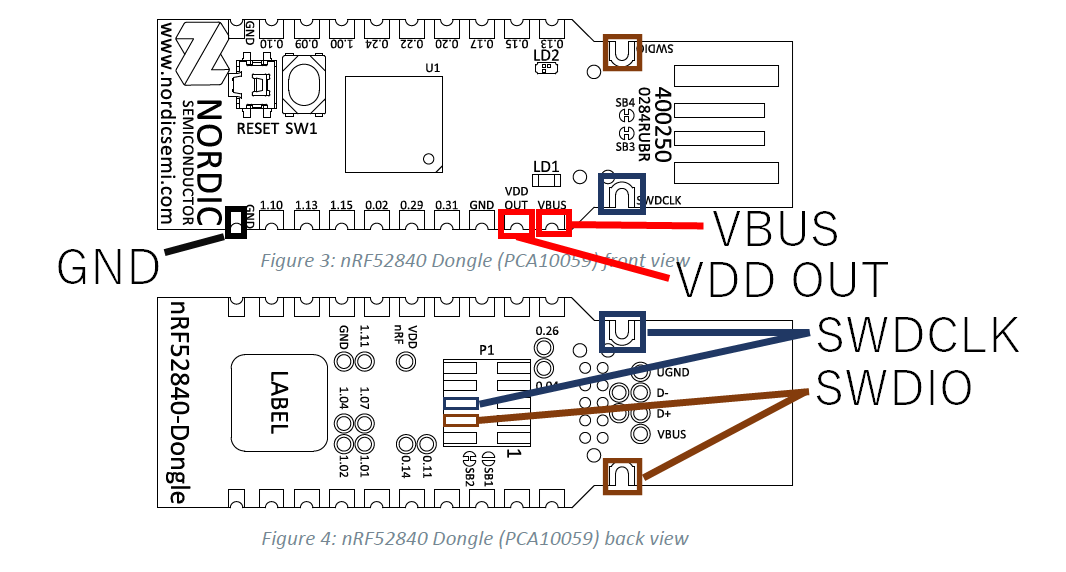 GND
0.10
0.09
1.00
0.24
0.22
0.20
0.17
0.15
0.13
SWDIO
www.nordicsemi.com
NORDIC
SEMICONDUCTOR
RESET SW1
U1
LD2
LD1
SB4
SB3
400250
0284RUBR
GND
1.10
1.13
1.15
0.02
0.29
0.31
GND
VDD
OUT
VBUS
SWDCLK
GND
VBUS
VDD OUT
Figure 3: nRF52840 Dongle (PCA10059) front view
nRF52840-Dongle
LABEL
GND
1.11
VDD
nRF
P1
0.26
1.04
1.07
1.02
1.01
0.14
0.11
SB2
SB1
1
UGND
D-
D+
VBUS
SWDCLK
SWDIO
Figure 4: nRF52840 Dongle (PCA10059) back view